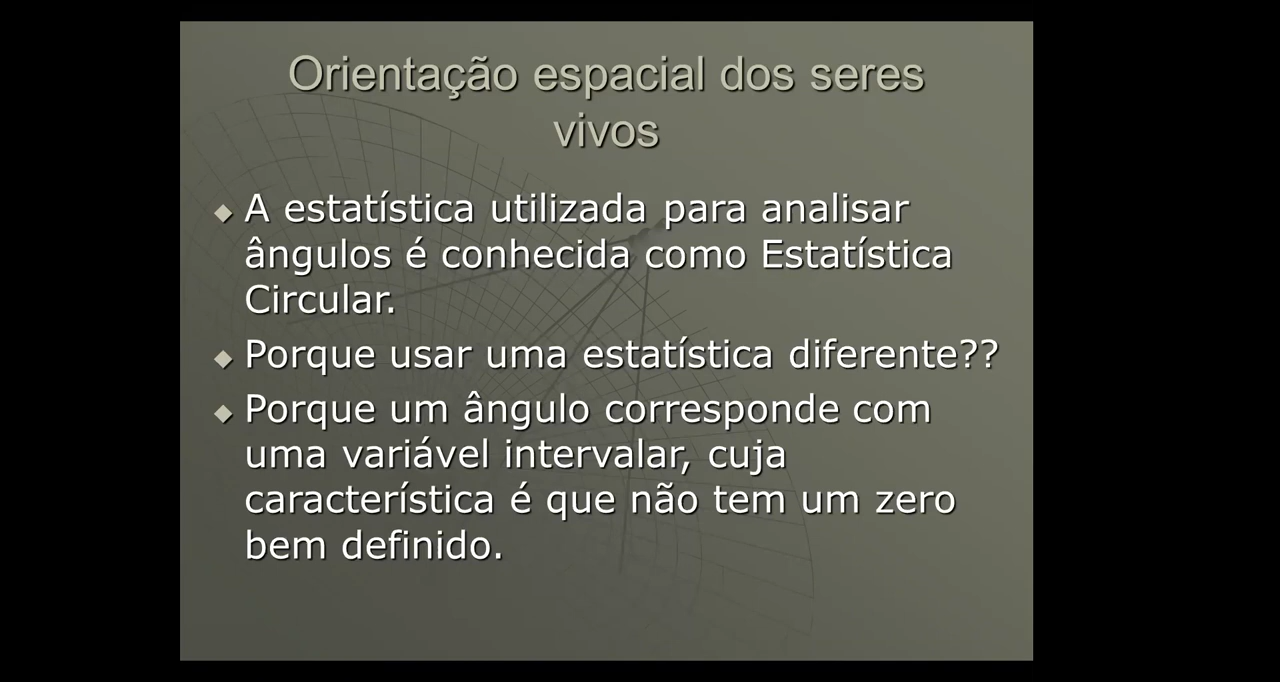 Orientação espacial dos seres
vivos
A estatística utilizada para analisar
ângulos é conhecida como Estatística
Circular.
Porque usar uma estatística diferente??
Porque um ângulo corresponde com
uma variável intervalar, cuja
característica é que não tem um zero
bem definido.